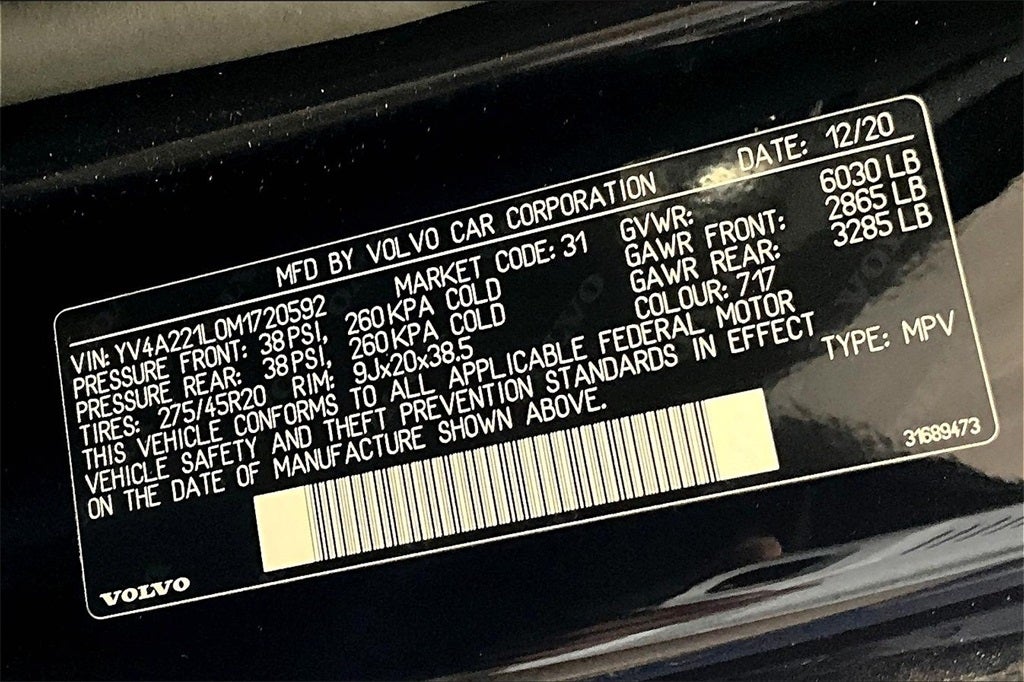 MFD BY VOLVO CAR CORPORATION DATE: 12/20
VIN: YV4A221L0M1720592 MARKET CODE: 31 GVWR: 6030 LB
PRESSURE FRONT: 38PSI, 260KPA COLD GAWR FRONT: 2865 LB
PRESSURE REAR: 38PSI, 260KPA COLD GAWR REAR: 3285 LB
TIRES: 275/45R20 RIM: 9Jx20x38.5 COLOUR: 717
THIS VEHICLE CONFORMS TO ALL APPLICABLE FEDERAL MOTOR
VEHICLE SAFETY AND THEFT PREVENTION STANDARDS IN EFFECT
ON THE DATE OF MANUFACTURE SHOWN ABOVE. TYPE: MPV
31689473
VOLVO